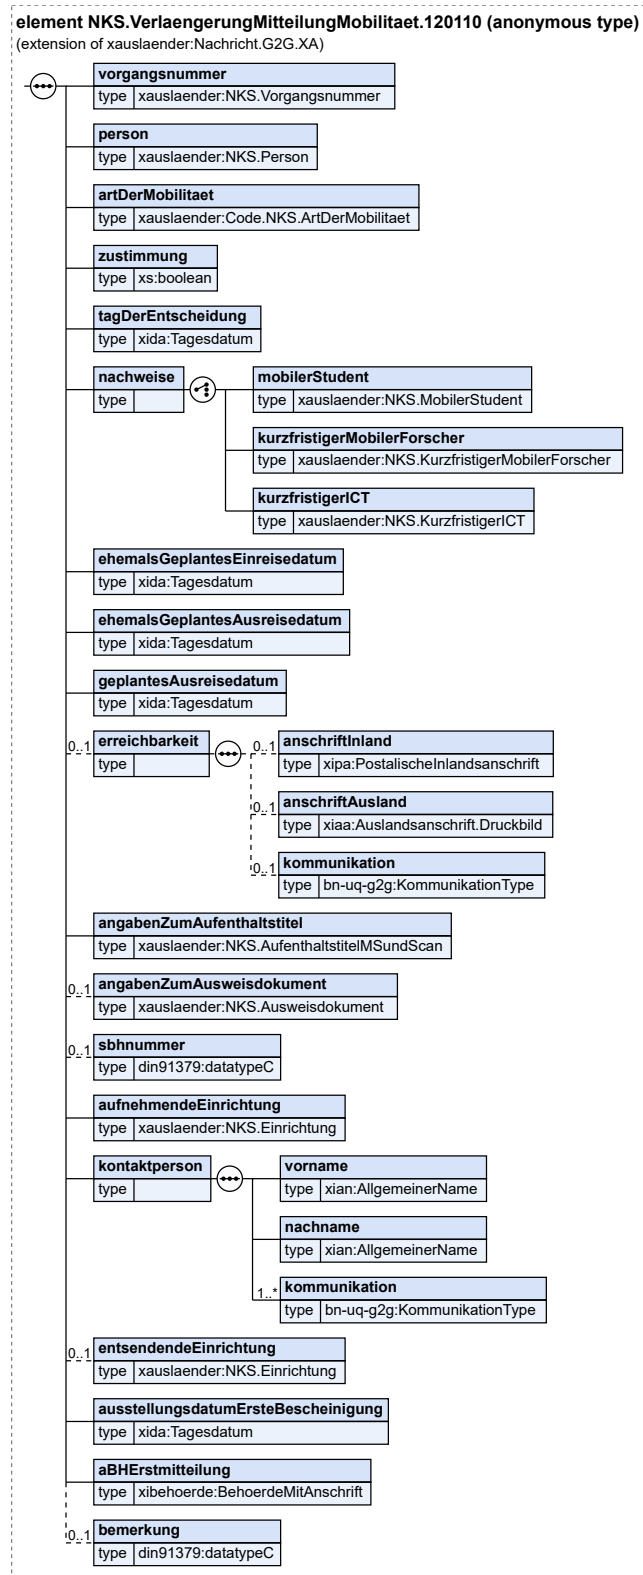 element NKS.VerlaengerungMitteilungMobilitaet.120110 (anonymous type)
(extension of xauslaender:Nachricht.G2G.XA)
vorgangsnummer
type xauslaender:NKS.Vorgangsnummer
person
type xauslaender:NKS.Person
artDerMobilitaet
type xauslaender:Code.NKS.ArtDerMobilitaet
zustimmung
type xs:boolean
tagDerEntscheidung
type xida:Tagesdatum
nachweise
type
mobilerStudent
type xauslaender:NKS.MobilerStudent
kurzfristigerMobilerForscher
type xauslaender:NKS.KurzfristigerMobilerForscher
kurzfristigerICT
type xauslaender:NKS.KurzfristigerICT
ehemalsGeplantesEinreisedatum
type xida:Tagesdatum
ehemalsGeplantesAusreisedatum
type xida:Tagesdatum
geplantesAusreisedatum
type xida:Tagesdatum
0..1 erreichbarkeit
type
0..1 anschriftInland
type xipa:PostalischeInlandsanschrift
0..1 anschriftAusland
type xiaa:Auslandsanschrift.Druckbild
0..1 kommunikation
type bn-uq-g2g:KommunikationType
angabenZumAufenthaltstitel
type xauslaender:NKS.AufenthaltstitelMSundScan
0..1 angabenZumAusweisdokument
type xauslaender:NKS.Ausweisdokument
0..1 sbhnummer
type din91379:datatypeC
aufnehmendeEinrichtung
type xauslaender:NKS.Einrichtung
kontaktperson
type
vorname
type xian:AllgemeinerName
nachname
type xian:AllgemeinerName
1..* kommunikation
type bn-uq-g2g:KommunikationType
0..1 entsendendeEinrichtung
type xauslaender:NKS.Einrichtung
ausstellungsdatumErsteBescheinigung
type xida:Tagesdatum
aBHErstmitteilung
type xibehoerde:BehoerdeMitAnschrift
0..1 bemerkung
type din91379:datatypeC